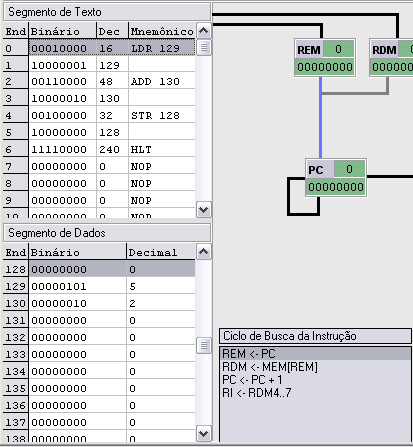 Segmento de Texto
End Binário Dec Mnemônico
0 00010000 16 LDR 129
1 10000001 129
2 00110000 48 ADD 130
3 10000010 130
4 00100000 32 STR 128
5 10000000 128
6 11110000 240 HLT
7 00000000 0 NOP
8 00000000 0 NOP
9 00000000 0 NOP
10 00000000 0 NOP
Segmento de Dados
End Binário Decimal
128 00000000 0
129 00000101 5
130 00000010 2
131 00000000 0
132 00000000 0
133 00000000 0
134 00000000 0
135 00000000 0
136 00000000 0
137 00000000 0
138 00000000 0
REM 0
00000000
RDM 0
00000000
PC 0
00000000
Ciclo de Busca da Instrução
REM <- PC
RDM <- MEM[REM]
PC <- PC + 1
RI <- RDM4..7